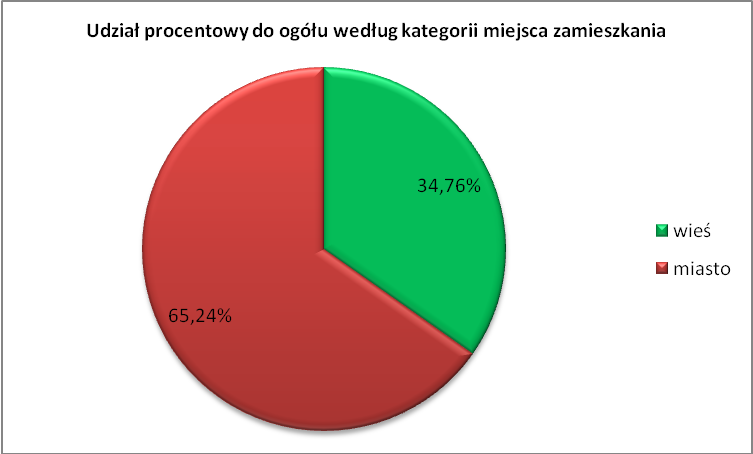 Udział procentowy do ogółu według kategorii miejsca zamieszkania
34,76%
wieś
miasto
65,24%